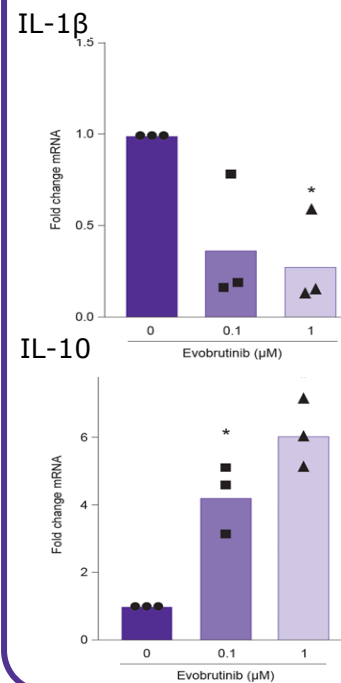 IL-1β
1.5
1.0
0.5
0.0
Fold change mRNA
*
0 0.1 1
Evobrutinib (µM)
IL-10
6
4
2
0
Fold change mRNA
*
0 0.1 1
Evobrutinib (µM)